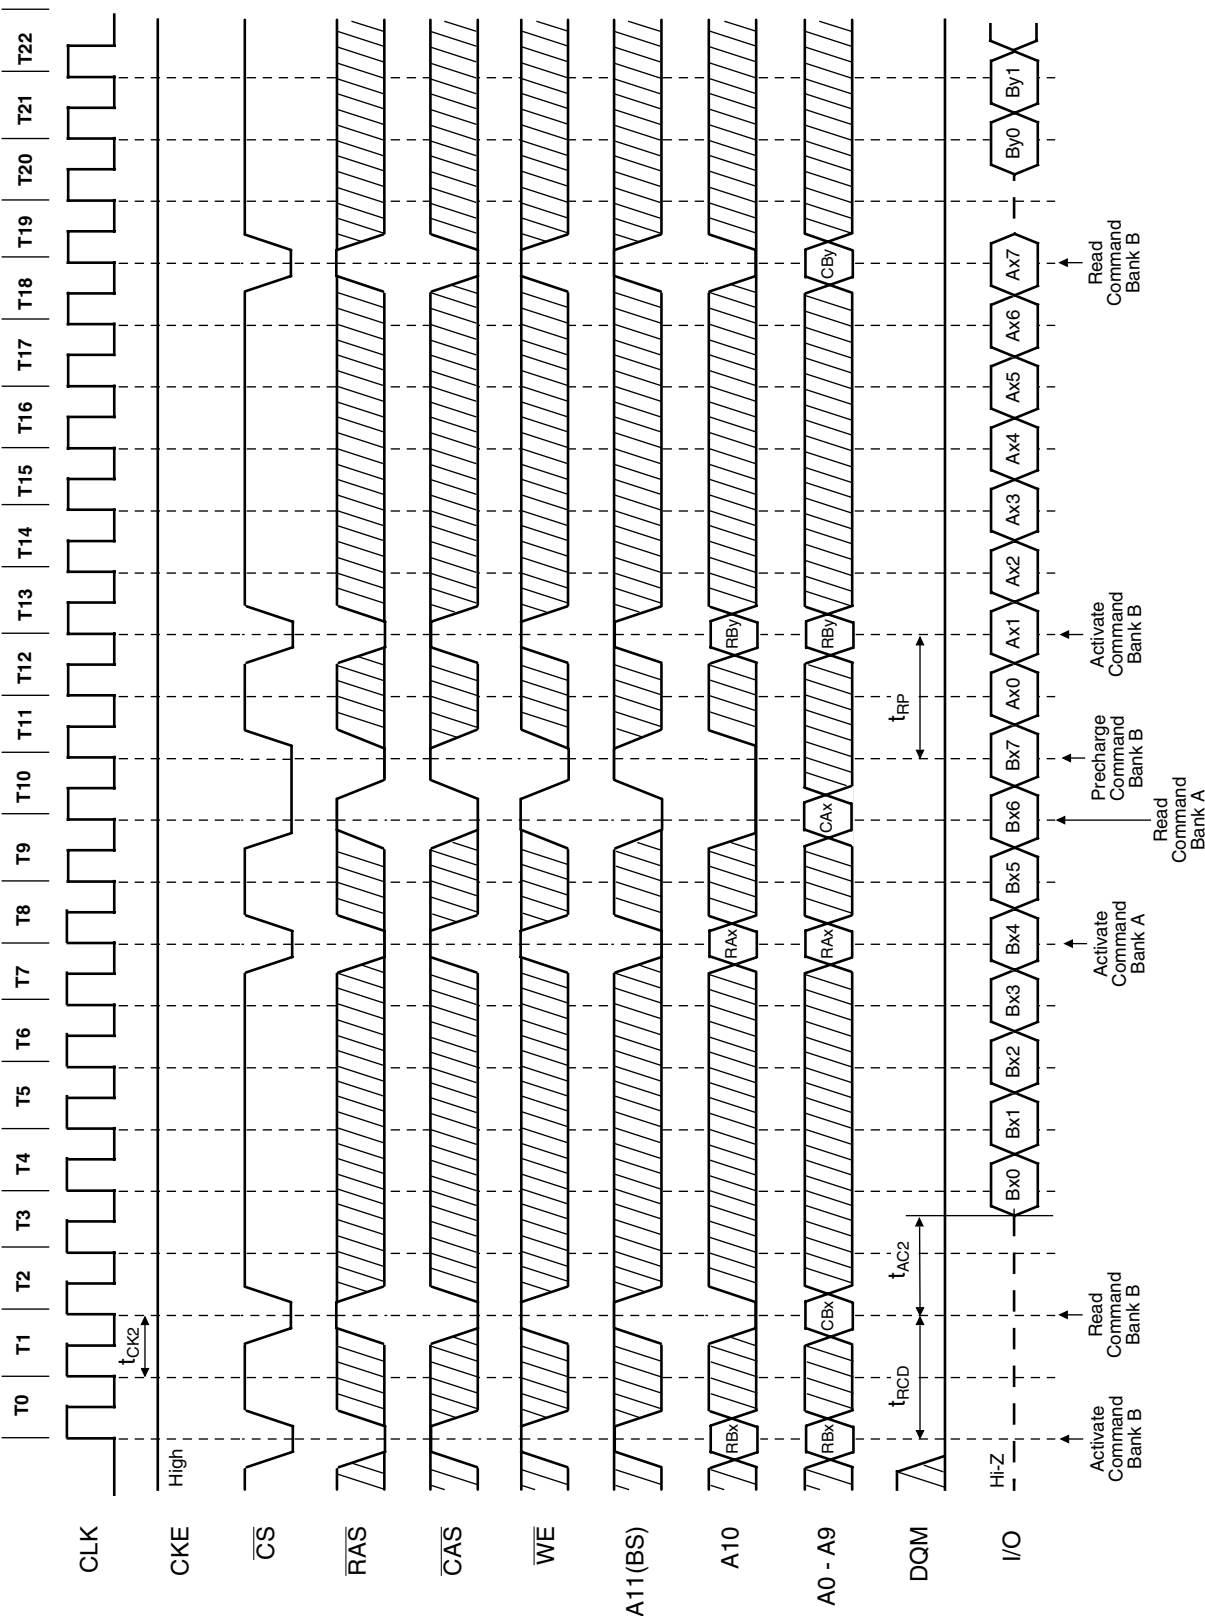 T0 T1 T2 T3 T4 T5 T6 T7 T8 T9 T10 T11 T12 T13 T14 T15 T16 T17 T18 T19 T20 T21 T22
CLK
tCK2
CKE
High
CS
RAS
CAS
WE
A11(BS)
A10
RBx RAx RBy
A0 - A9
RBx CBx RAx CAx RBy CBy
DQM
tRCD tAC2 tRP
I/O
Hi-Z
Bx0 Bx1 Bx2 Bx3 Bx4 Bx5 Bx6 Bx7 Ax0 Ax1 Ax2 Ax3 Ax4 Ax5 Ax6 Ax7 By0 By1
Activate
Command
Bank B
Read
Command
Bank B
Activate
Command
Bank A
Read
Command
Bank A
Precharge
Command
Bank B
Activate
Command
Bank B
Read
Command
Bank B